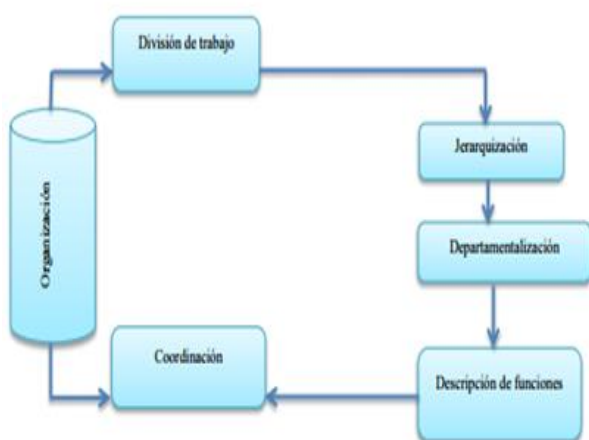 División de trabajo
Jerarquización
Organización
Departamentalización
Coordinación
Descripción de funciones